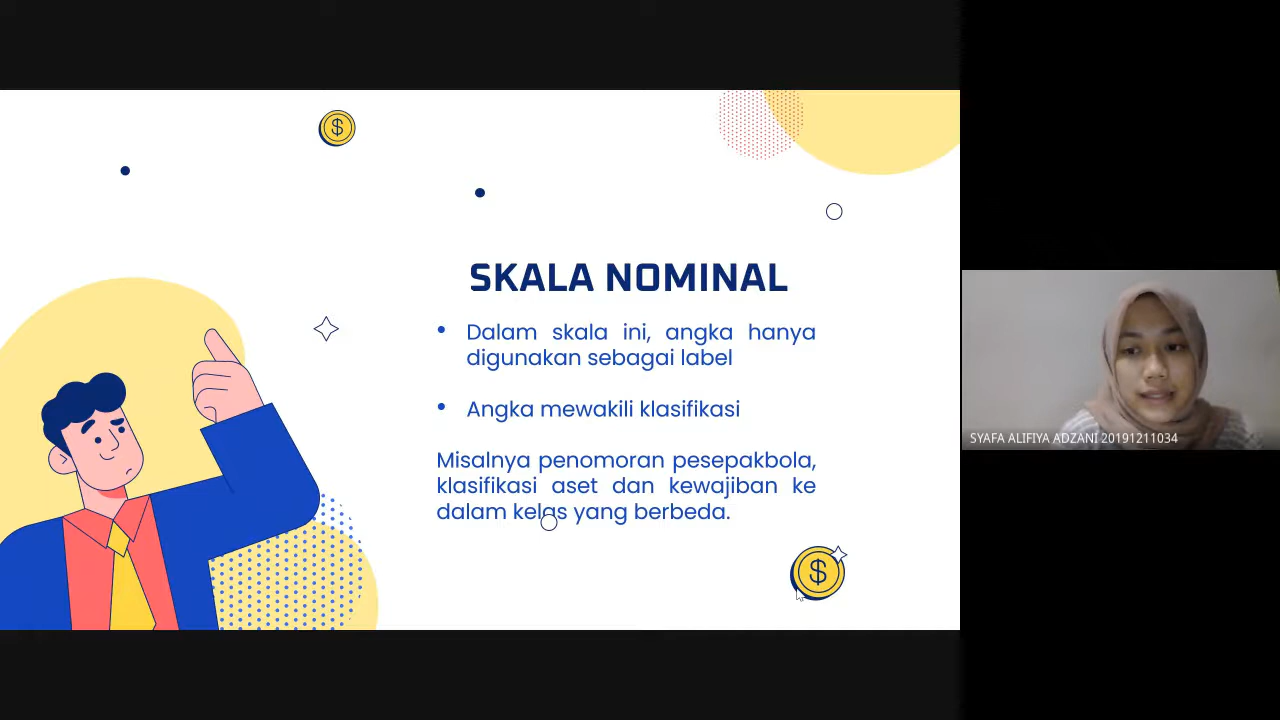 SKALA NOMINAL
• Dalam skala ini, angka hanya
digunakan sebagai label
• Angka mewakili klasifikasi
Misalnya penomoran pesepakbola,
klasifikasi aset dan kewajiban ke
dalam kelas yang berbeda.
SYAFA ALIFIYA ADZANI 20191211034